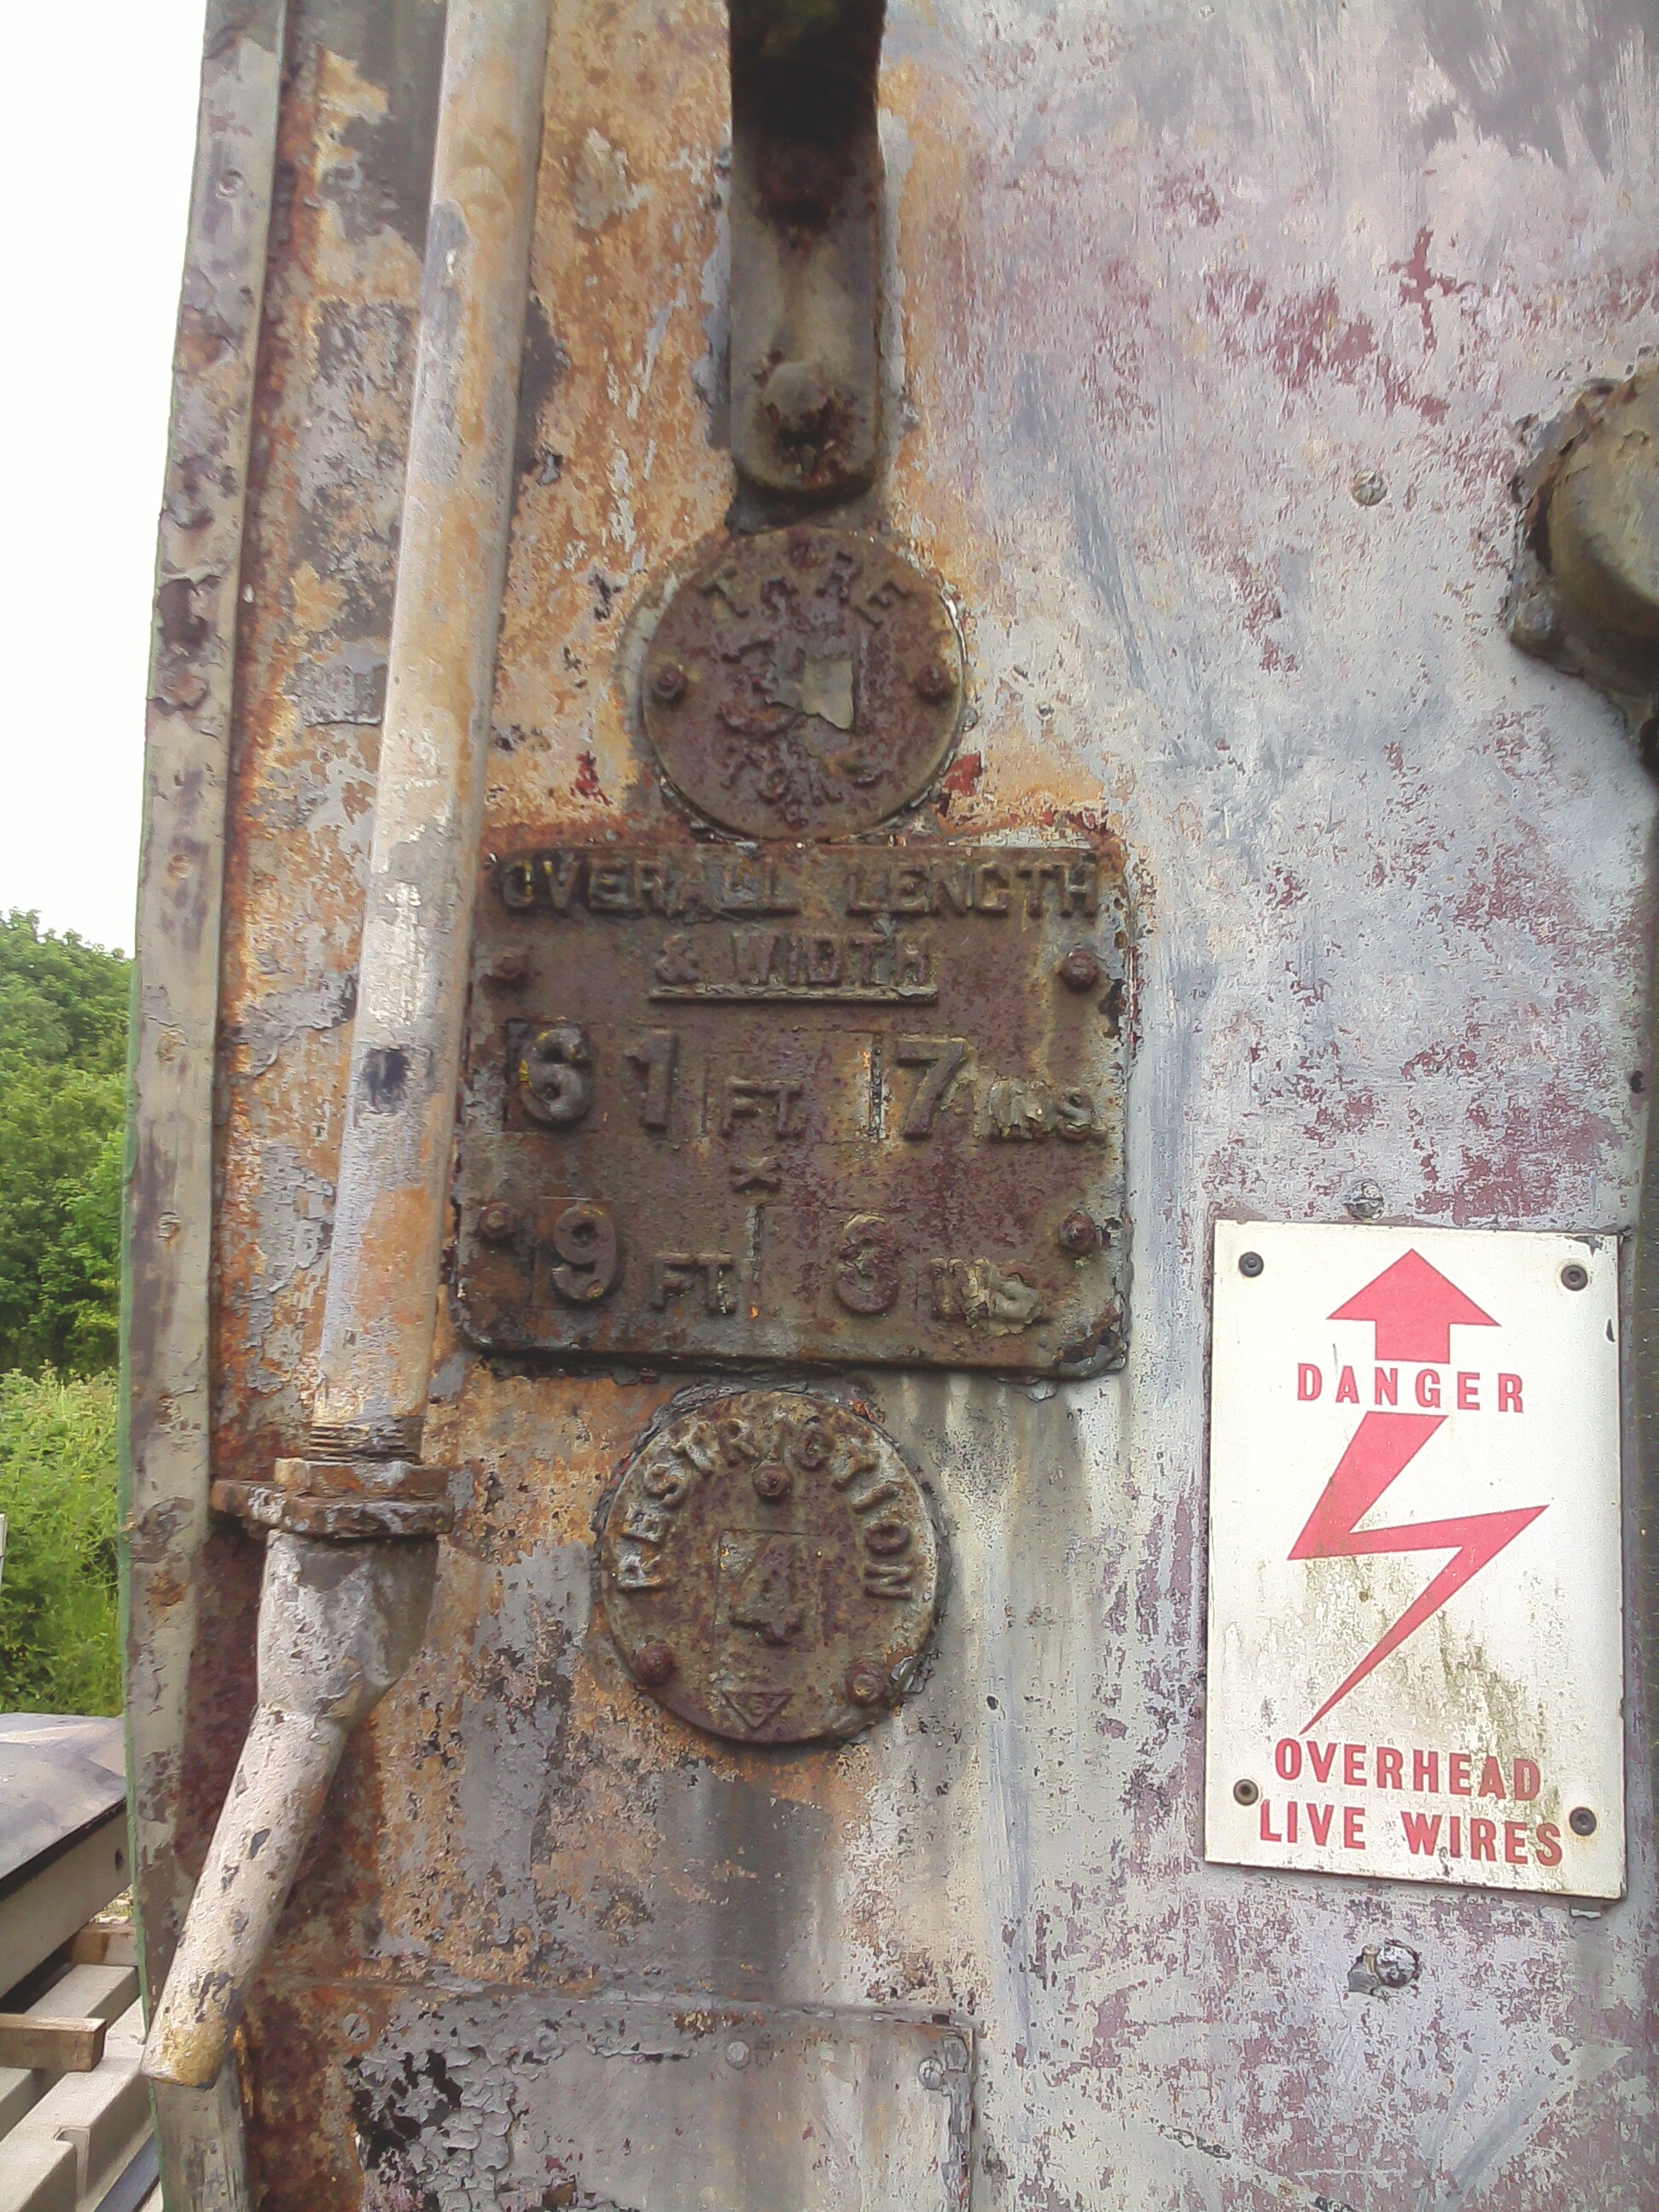 TARE
TONS
OVERALL LENGTH
& WIDTH
61 FT 7 INS.
×
9 FT. 3 INS.
RESTRICTION
4
DANGER
OVERHEAD
LIVE WIRES